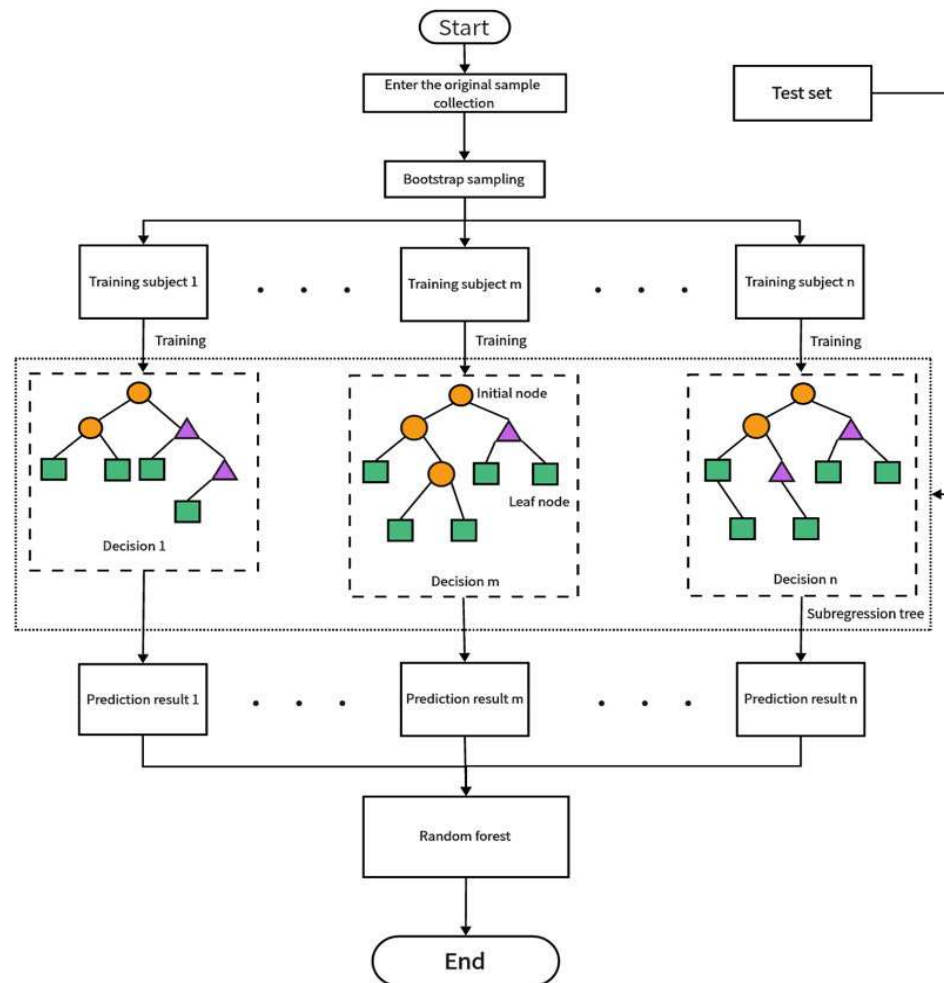 Start
Enter the original sample
collection
Test set
Bootstrap sampling
Training subject 1
Training subject m
Training subject n
Training
Training
Training
Initial node
Leaf node
Decision 1
Decision m
Decision n
Subregression tree
Prediction result 1
Prediction result m
Prediction result n
Random forest
End